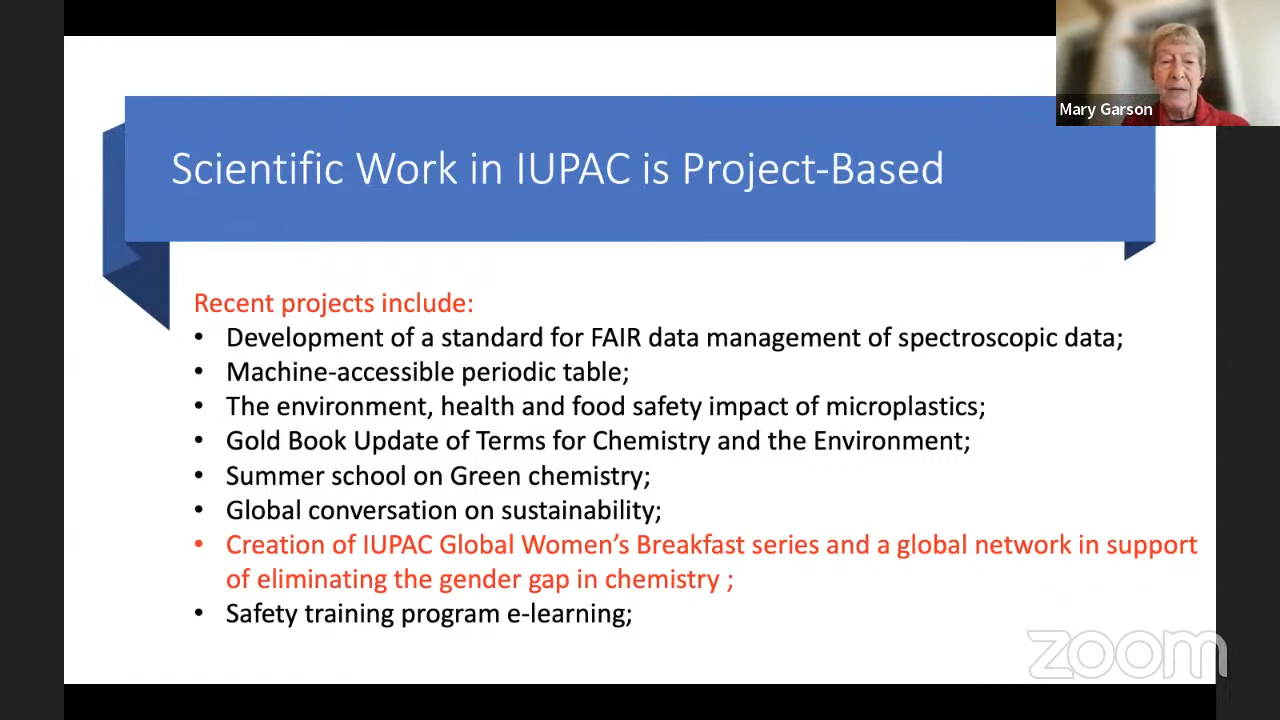 Mary Garson
Scientific Work in IUPAC is Project-Based
Recent projects include:
• Development of a standard for FAIR data management of spectroscopic data;
• Machine-accessible periodic table;
• The environment, health and food safety impact of microplastics;
• Gold Book Update of Terms for Chemistry and the Environment;
• Summer school on Green chemistry;
• Global conversation on sustainability;
• Creation of IUPAC Global Women’s Breakfast series and a global network in support
of eliminating the gender gap in chemistry ;
• Safety training program e-learning;
zoom